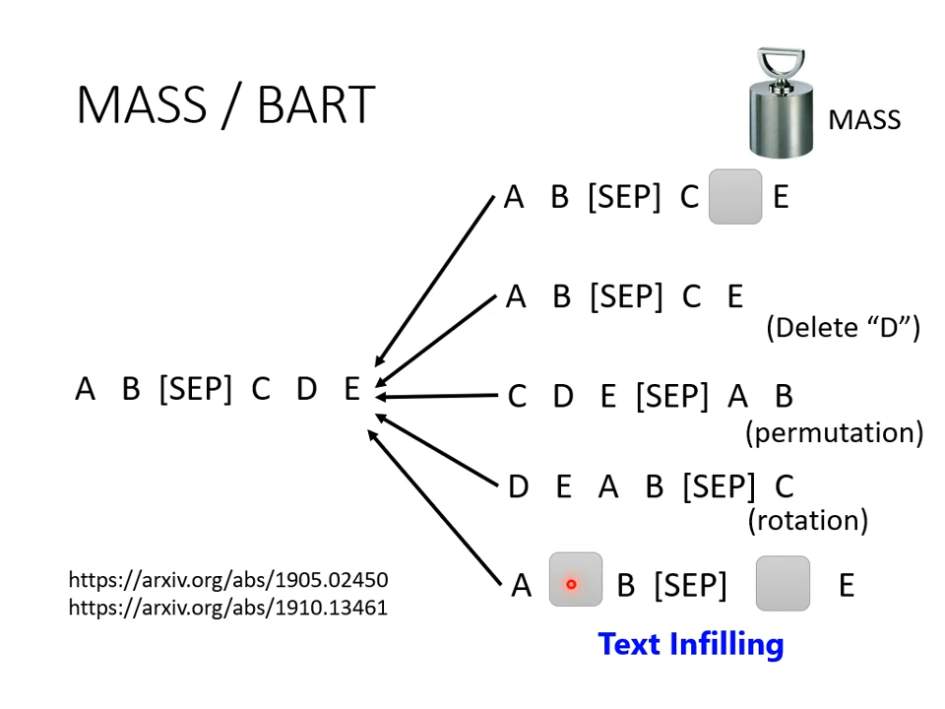 MASS / BART
MASS
A B [SEP] C E
A B [SEP] C E
(Delete “D”)
A B [SEP] C D E
C D E [SEP] A B
(permutation)
D E A B [SEP] C
(rotation)
A B [SEP] E
Text Infilling
https://arxiv.org/abs/1905.02450
https://arxiv.org/abs/1910.13461